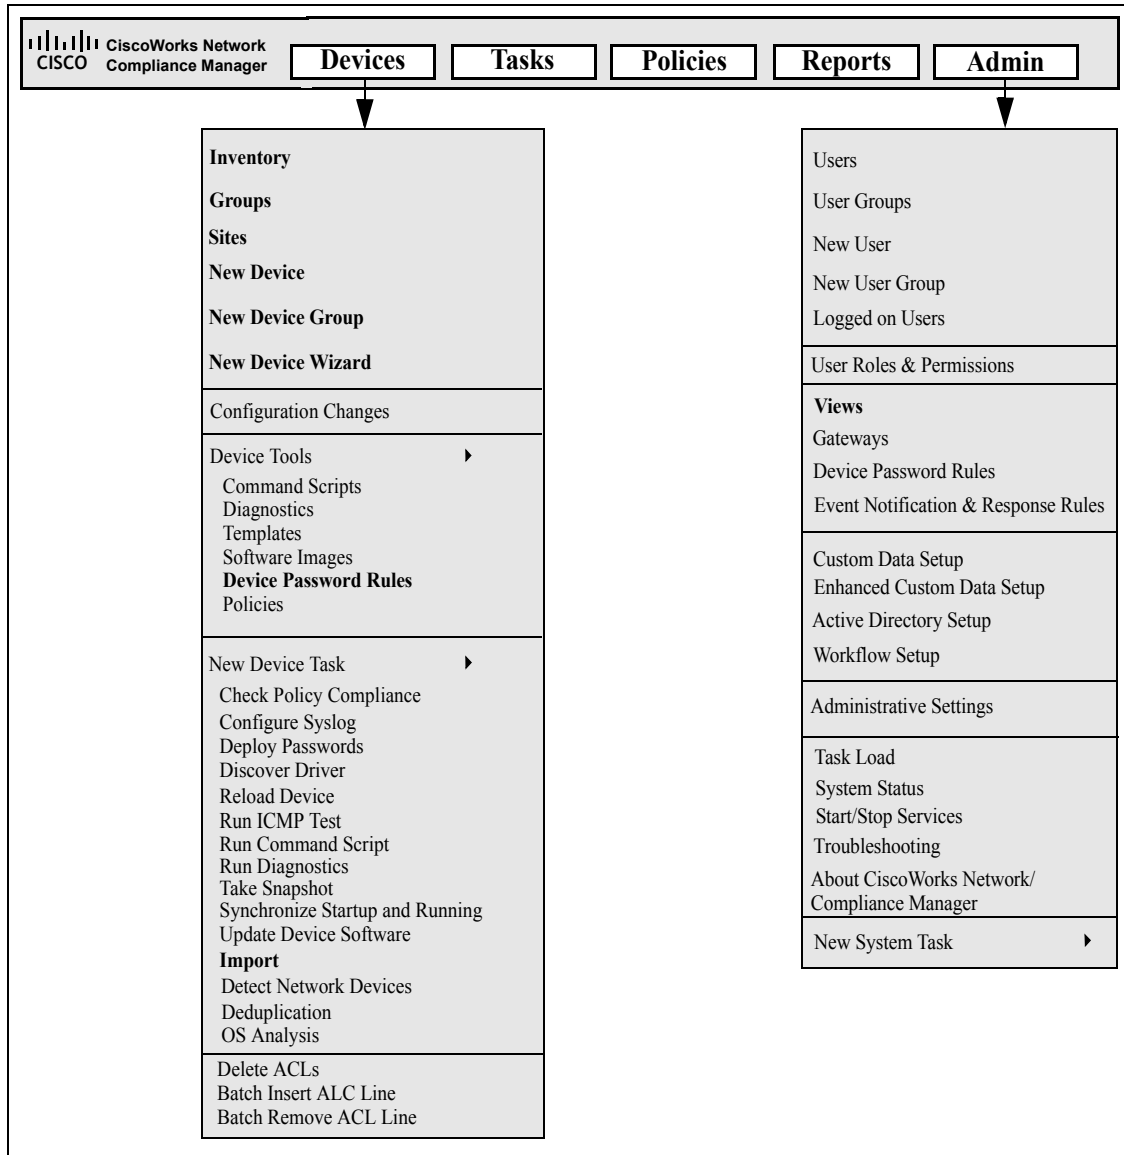 CISCO
CiscoWorks Network
Compliance Manager
Devices
Tasks
Policies
Reports
Admin
Inventory
Groups
Sites
New Device
New Device Group
New Device Wizard
Configuration Changes
Device Tools
Command Scripts
Diagnostics
Templates
Software Images
Device Password Rules
Policies
New Device Task
Check Policy Compliance
Configure Syslog
Deploy Passwords
Discover Driver
Reload Device
Run ICMP Test
Run Command Script
Run Diagnostics
Take Snapshot
Synchronize Startup and Running
Update Device Software
Import
Detect Network Devices
Deduplication
OS Analysis
Delete ACLs
Batch Insert ALC Line
Batch Remove ACL Line
Users
User Groups
New User
New User Group
Logged on Users
User Roles & Permissions
Views
Gateways
Device Password Rules
Event Notification & Response Rules
Custom Data Setup
Enhanced Custom Data Setup
Active Directory Setup
Workflow Setup
Administrative Settings
Task Load
System Status
Start/Stop Services
Troubleshooting
About CiscoWorks Network/
Compliance Manager
New System Task